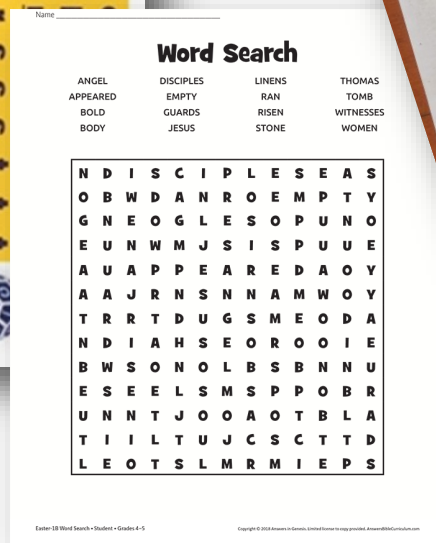 Name
Word Search
ANGEL DISCIPLES LINENS THOMAS
APPEARED EMPTY RAN TOMB
BOLD GUARDS RISEN WITNESSES
BODY JESUS STONE WOMEN
N D I S C I P L E S E A S
O B W D A N R O E M P T Y
G N E O G L E S O P U N O
E U N W M J S I S P U U E
A U A P P E A R E D A O Y
A A J R N S N N A M W O Y
T R R T D U G S M E O D A
N D I A H S E O R O O I E
B W S O N O L B S B N N U
E S E E L S M S P P O B R
U N N T J O O A O T B L A
T I I L T U J C S C T T D
L E O T S L M R M I E P S
Easter-1B Word Search • Student • Grades 4–5 Copyright © 2018 Answers in Genesis. Limited license to copy provided. AnswersBibleCurriculum.com